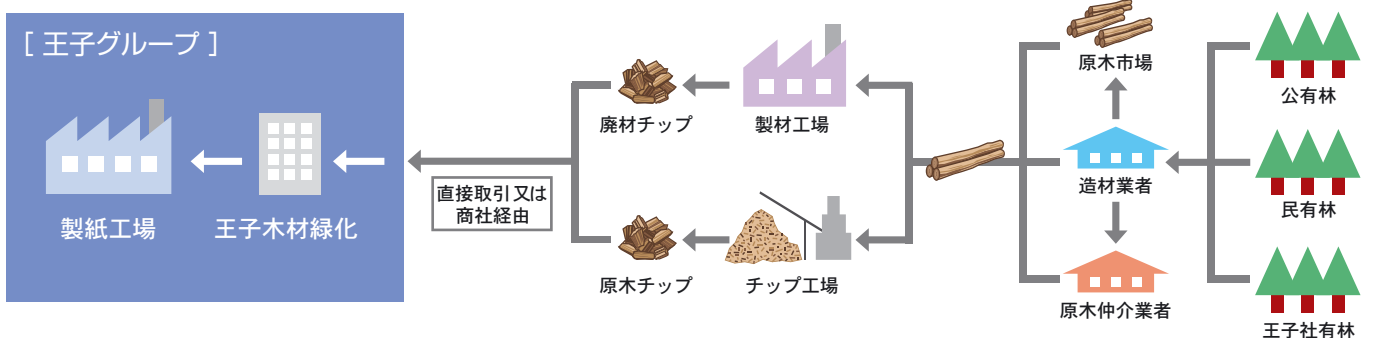 [ 王子グループ ]
製紙工場
王子木材緑化
直接取引又は
商社経由
廃材チップ
原木チップ
製材工場
チップ工場
原木市場
造材業者
原木仲介業者
公有林
民有林
王子社有林